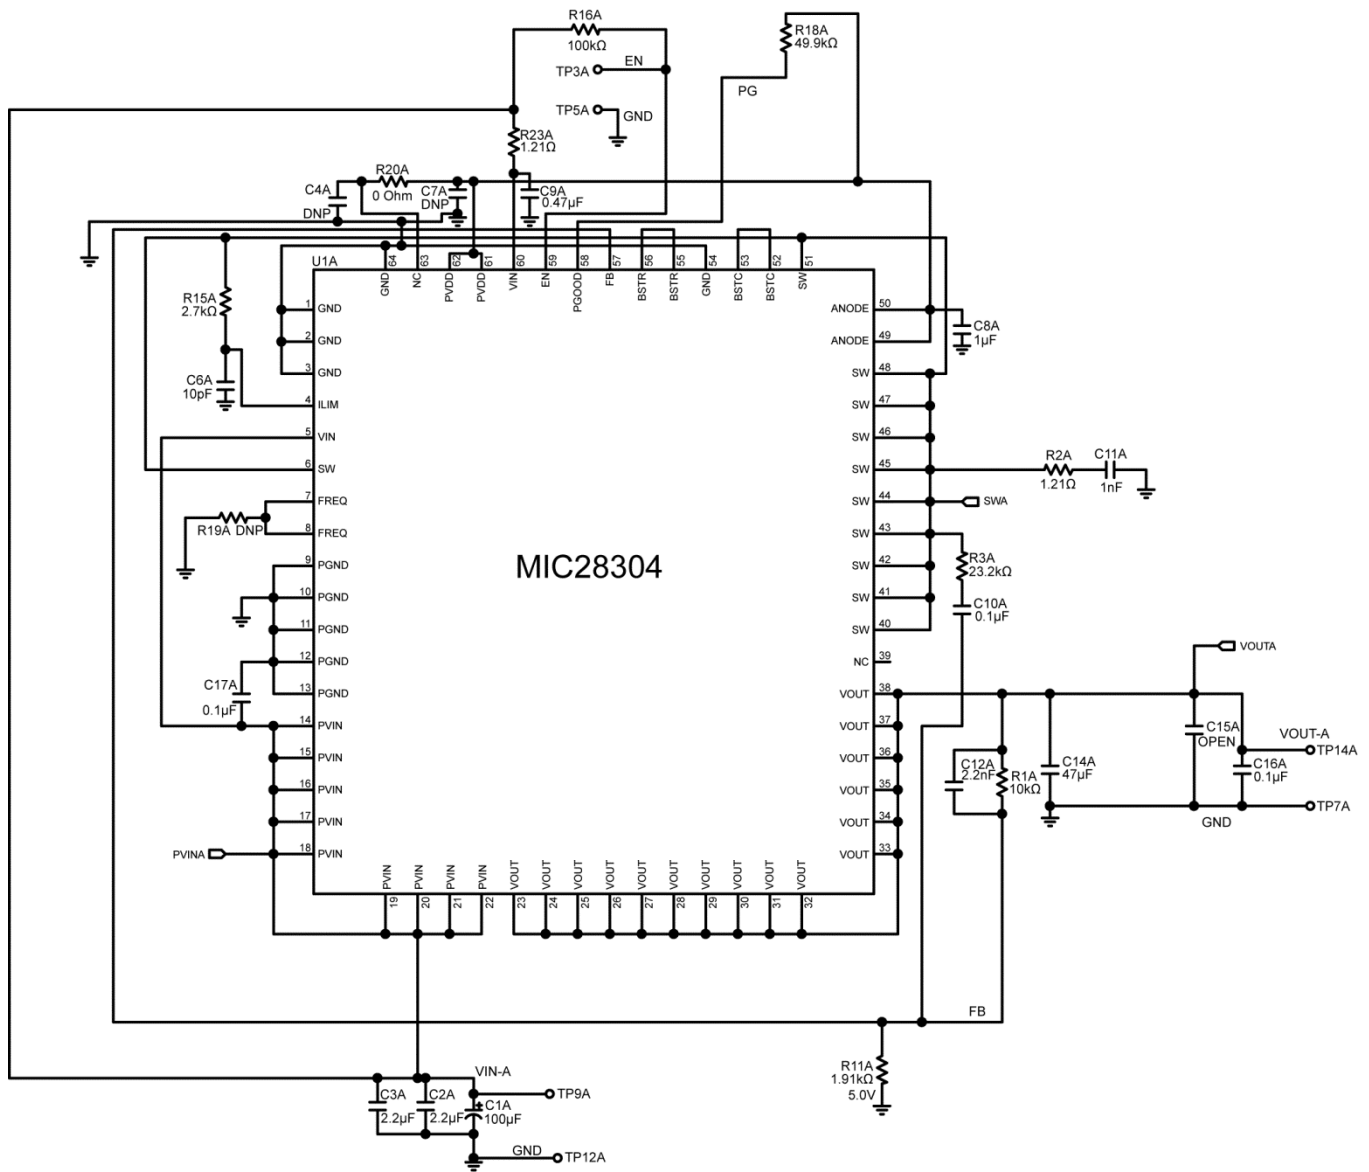 R16A
100kΩ
R18A
49.9kΩ
TP3A
EN
PG
TP5A
GND
R23A
1.21Ω
R20A
0 Ohm
C4A
DNP
C7A
DNP
C9A
0.47µF
U1A
64
63
62
61
60
59
58
57
56
55
54
53
52
51
GND
NC
PVDD
PVDD
VIN
EN
PGOOD
FB
BSTR
BSTR
GND
BSTC
BSTC
SW
R15A
2.7kΩ
C6A
10pF
1 GND
2 GND
3 GND
4 ILIM
5 VIN
6 SW
7 FREQ
8 FREQ
R19A DNP
9 PGND
10 PGND
11 PGND
12 PGND
13 PGND
C17A
0.1µF
14 PVIN
15 PVIN
16 PVIN
17 PVIN
18 PVIN
PVINA
MIC28304
ANODE 50
ANODE 49
C8A
1µF
SW 48
SW 47
SW 46
SW 45
R2A
1.21Ω
C11A
1nF
SW 44
SWA
SW 43
R3A
23.2kΩ
SW 42
SW 41
C10A
0.1µF
SW 40
NC 39
VOUT 38
VOUT 37
VOUT 36
VOUT 35
VOUT 34
VOUT 33
VOUTA
C15A
OPEN
VOUT-A
TP14A
C12A
2.2nF
R1A
10kΩ
C14A
47µF
C16A
0.1µF
GND
TP7A
PVIN
PVIN
PVIN
PVIN
VOUT
VOUT
VOUT
VOUT
VOUT
VOUT
VOUT
VOUT
VOUT
VOUT
19
20
21
22
23
24
25
26
27
28
29
30
31
32
FB
R11A
1.91kΩ
5.0V
VIN-A
C3A
2.2µF
C2A
2.2µF
+
C1A
100µF
TP9A
GND
TP12A